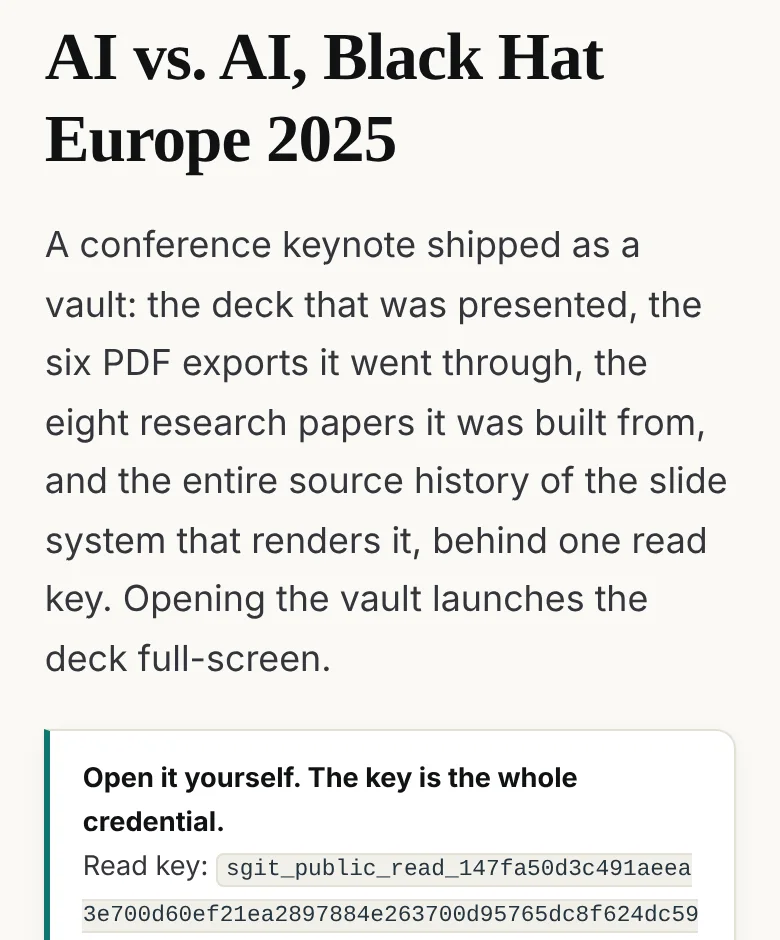 AI vs. AI, Black Hat
Europe 2025
A conference keynote shipped as a
vault: the deck that was presented, the
six PDF exports it went through, the
eight research papers it was built from,
and the entire source history of the slide
system that renders it, behind one read
key. Opening the vault launches the
deck full-screen.
Open it yourself. The key is the whole
credential.
Read key: sgit_public_read_147fa50d3c491aeea
3e700d60ef21ea2897884e263700d95765dc8f624dc59